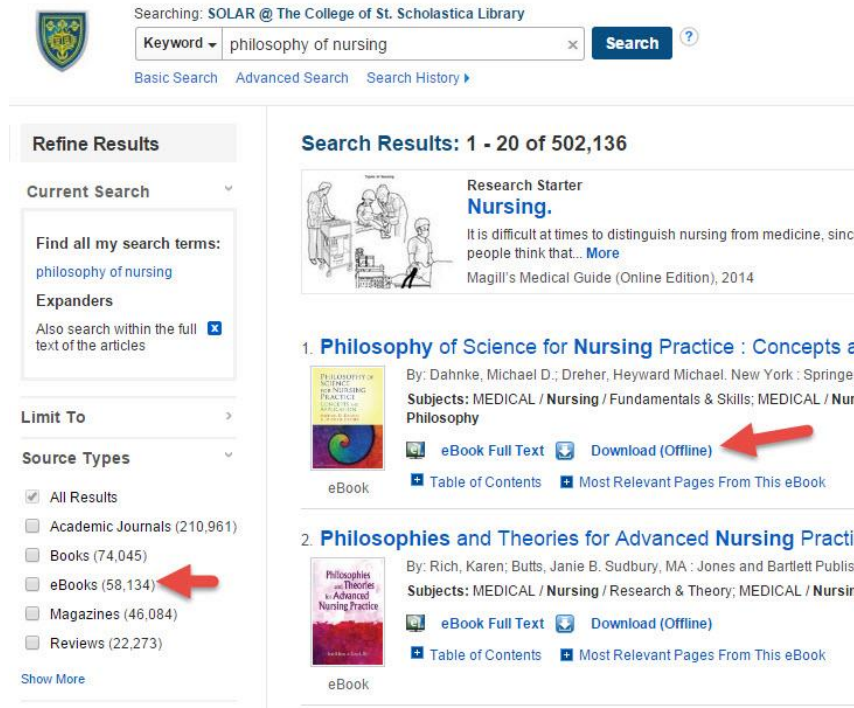 Searching: SOLAR @ The College of St. Scholastica Library
Keyword philosophy of nursing × Search ?
Basic Search Advanced Search Search History
Refine Results
Current Search
Find all my search terms:
philosophy of nursing
Expanders
Also search within the full x
text of the articles
Limit To
Source Types
All Results
Academic Journals (210,961)
Books (74,045)
eBooks (58,134)
Magazines (46,084)
Reviews (22,273)
Show More
Search Results: 1 - 20 of 502,136
Types of Nursing
Research Starter
Nursing.
It is difficult at times to distinguish nursing from medicine, sinc
people think that... More
Magill's Medical Guide (Online Edition), 2014
1. Philosophy of Science for Nursing Practice : Concepts a
By: Dahnke, Michael D.; Dreher, Heyward Michael. New York : Springe
Subjects: MEDICAL / Nursing / Fundamentals & Skills; MEDICAL / Nur
Philosophy
PHILOSOPHY OF
SCIENCE
FOR NURSING
PRACTICE
eBook Full Text Download (Offline)
Table of Contents Most Relevant Pages From This eBook
eBook
2. Philosophies and Theories for Advanced Nursing Practi
By: Rich, Karen; Butts, Janie B. Sudbury, MA : Jones and Bartlett Publis
Subjects: MEDICAL / Nursing / Research & Theory; MEDICAL / Nursin
Philosophies
and Theories
for Advanced
Nursing Practice
eBook Full Text Download (Offline)
Table of Contents Most Relevant Pages From This eBook
eBook